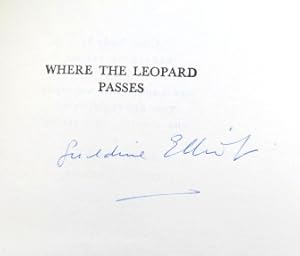 WHERE THE LEOPARD
PASSES
Geraldine Elliot